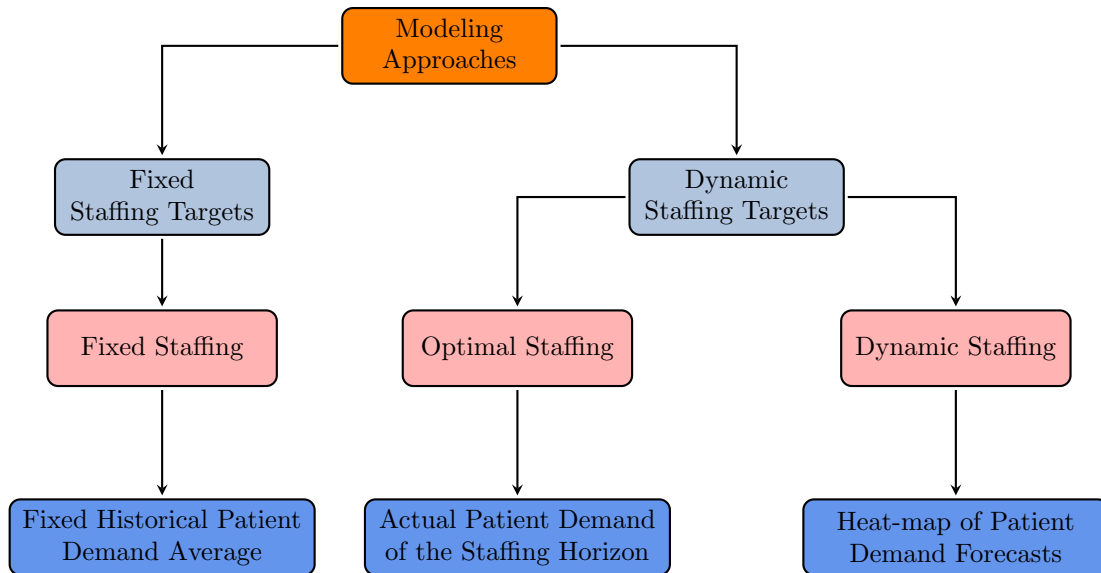 Modeling
Approaches
Fixed
Staffing Targets
Dynamic
Staffing Targets
Fixed Staffing
Optimal Staffing
Dynamic Staffing
Fixed Historical Patient
Demand Average
Actual Patient Demand
of the Staffing Horizon
Heat-map of Patient
Demand Forecasts